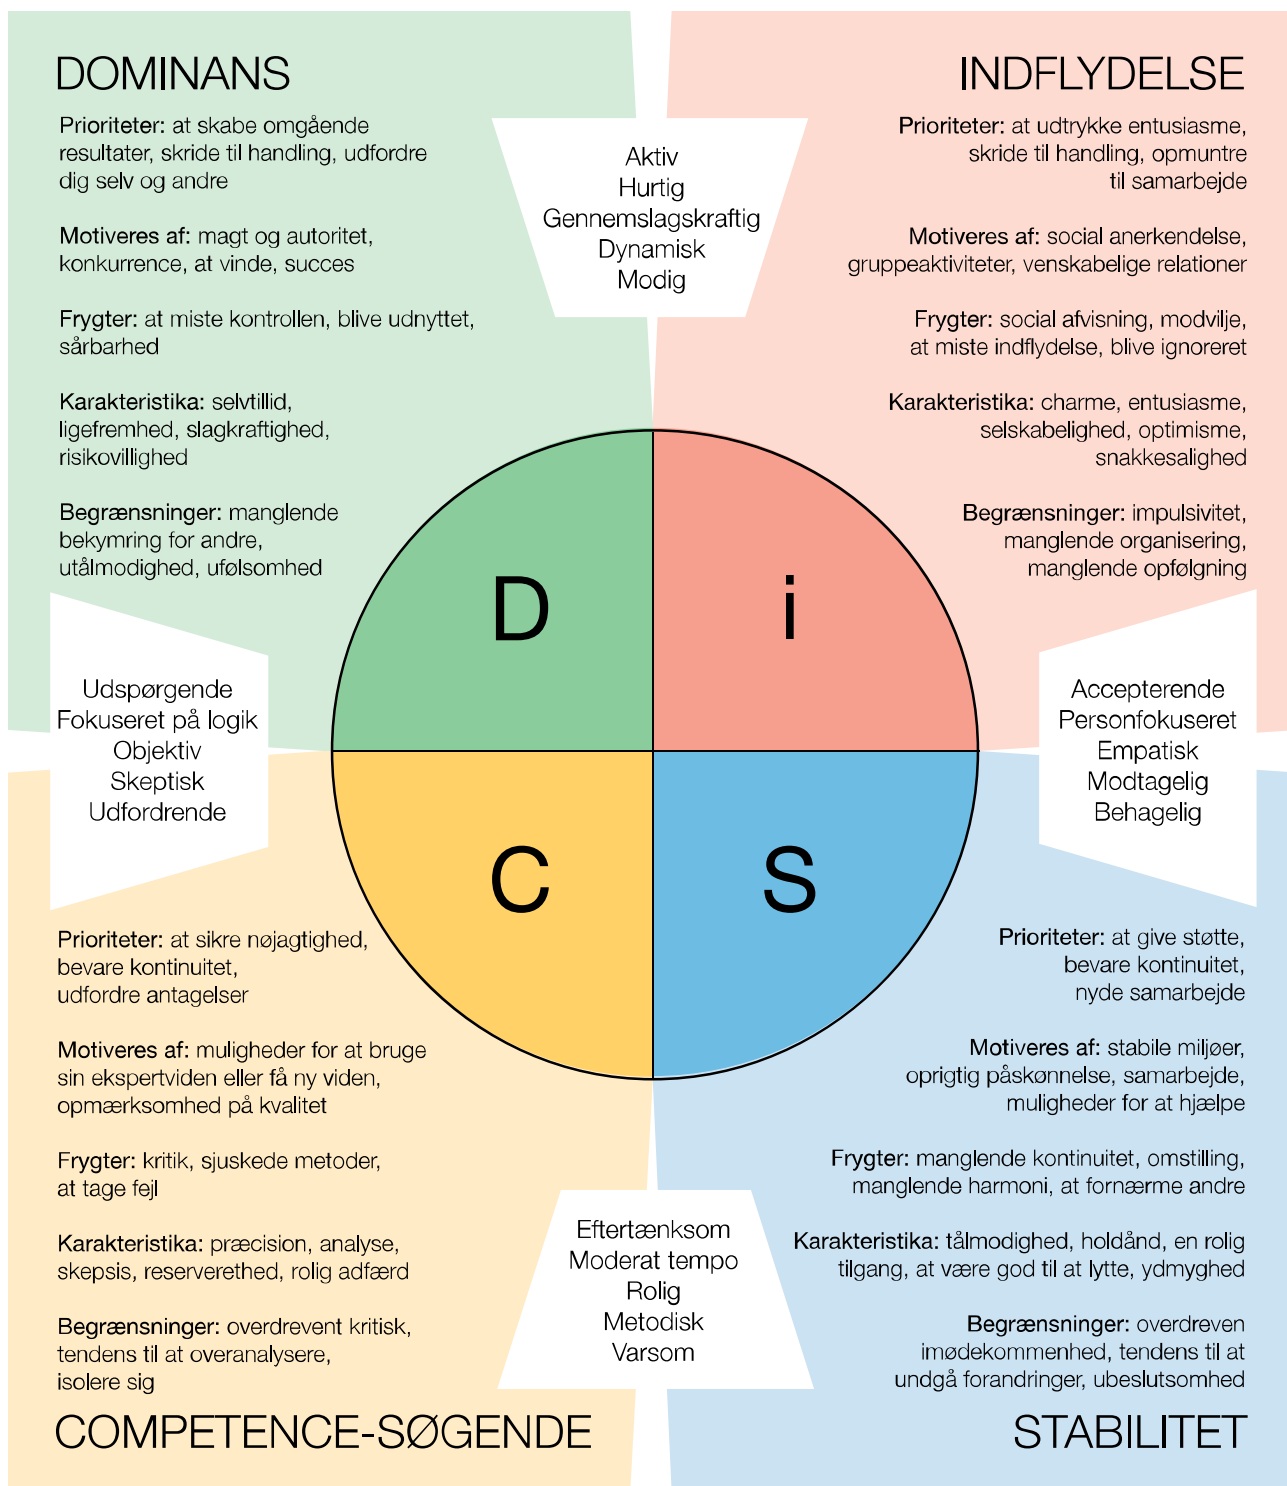 DOMINANS
Prioriteter: at skabe omgående
resultater, skride til handling, udfordre
dig selv og andre
Motiveres af: magt og autoritet,
konkurrence, at vinde, succes
Frygter: at miste kontrollen, blive udnyttet,
sårbarhed
Karakteristika: selvtillid,
ligefremhed, slagkraftighed,
risikovillighed
Begrænsninger: manglende
bekymring for andre,
utålmodighed, ufølsomhed
Aktiv
Hurtig
Gennemslagskraftig
Dynamisk
Modig
INDFLYDELSE
Prioriteter: at udtrykke entusiasme,
skride til handling, opmuntre
til samarbejde
Motiveres af: social anerkendelse,
gruppeaktiviteter, venskabelige relationer
Frygter: social afvisning, modvilje,
at miste indflydelse, blive ignoreret
Karakteristika: charme, entusiasme,
selskabelighed, optimisme,
snakkesalighed
Begrænsninger: impulsivitet,
manglende organisering,
manglende opfølgning
D
i
Udspørgende
Fokuseret på logik
Objektiv
Skeptisk
Udfordrende
Accepterende
Personfokuseret
Empatisk
Modtagelig
Behagelig
C
S
Prioriteter: at sikre nøjagtighed,
bevare kontinuitet,
udfordre antagelser
Motiveres af: muligheder for at bruge
sin ekspertviden eller få ny viden,
opmærksomhed på kvalitet
Frygter: kritik, sjuskede metoder,
at tage fejl
Karakteristika: præcision, analyse,
skepsis, reserverethed, rolig adfærd
Begrænsninger: overdrevent kritisk,
tendens til at overanalysere,
isolere sig
COMPETENCE-SØGENDE
Eftertænksom
Moderat tempo
Rolig
Metodisk
Varsom
Prioriteter: at give støtte,
bevare kontinuitet,
nyde samarbejde
Motiveres af: stabile miljøer,
oprigtig påskønnelse, samarbejde,
muligheder for at hjælpe
Frygter: manglende kontinuitet, omstilling,
manglende harmoni, at fornærme andre
Karakteristika: tålmodighed, holdånd, en rolig
tilgang, at være god til at lytte, ydmyghed
Begrænsninger: overdreven
imødekommenhed, tendens til at
undgå forandringer, ubeslutsomhed
STABILITET